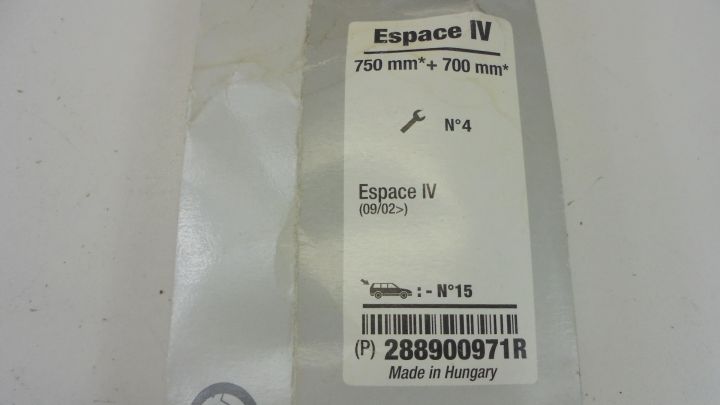 Espace IV
750 mm*+ 700 mm*
N°4
Espace IV
(09/02>)
: - N°15
(P) 288900971R
Made in Hungary